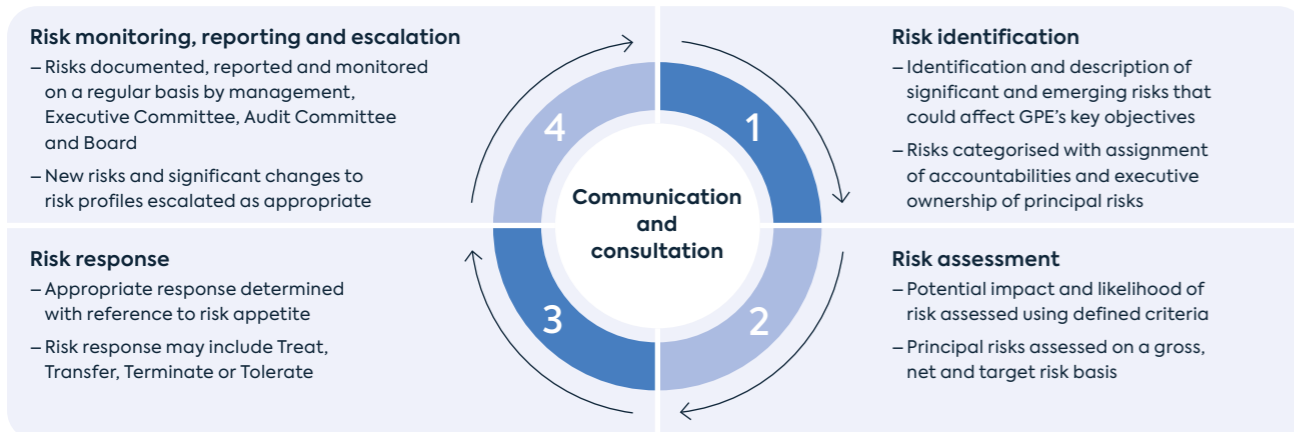 Risk monitoring, reporting and escalation
– Risks documented, reported and monitored
on a regular basis by management,
Executive Committee, Audit Committee
and Board
– New risks and significant changes to
risk profiles escalated as appropriate
4
1
Risk identification
– Identification and description of
significant and emerging risks that
could affect GPE’s key objectives
– Risks categorised with assignment
of accountabilities and executive
ownership of principal risks
Communication
and
consultation
Risk response
– Appropriate response determined
with reference to risk appetite
– Risk response may include Treat,
Transfer, Terminate or Tolerate
3
2
Risk assessment
– Potential impact and likelihood of
risk assessed using defined criteria
– Principal risks assessed on a gross,
net and target risk basis